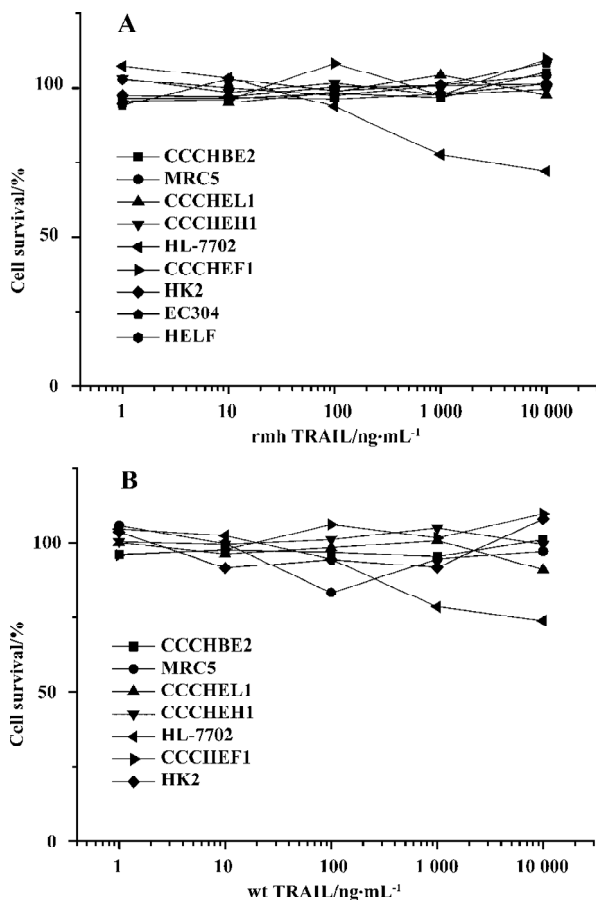 A
100
50
0
Cell survival/%
CCCHBE2
MRC5
CCCHEL1
CCCHEH1
HL-7702
CCCHEF1
HK2
EC304
HELF
1 10 100 1 000 10 000
rmh TRAIL/ng·mL⁻¹
B
100
50
0
Cell survival/%
CCCHBE2
MRC5
CCCHEL1
CCCHEH1
HL-7702
CCCHEF1
HK2
1 10 100 1 000 10 000
wt TRAIL/ng·mL⁻¹